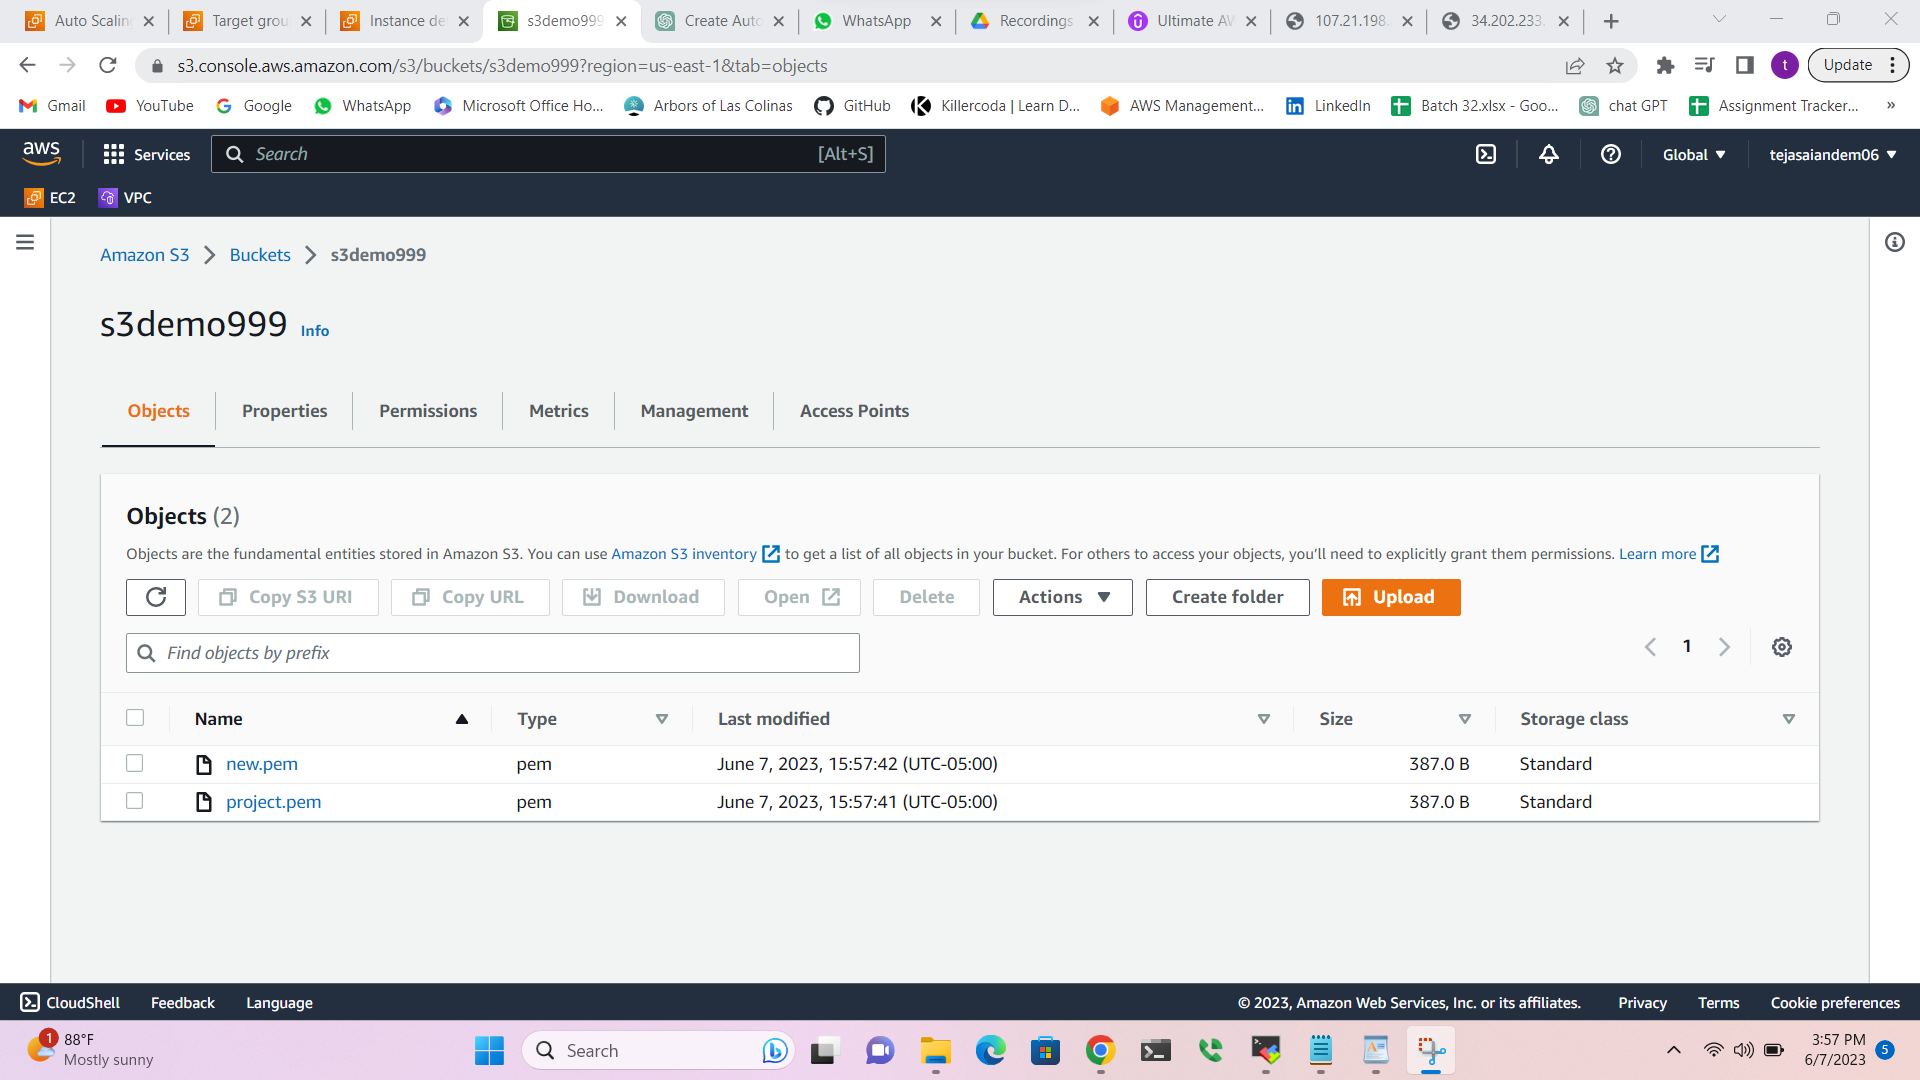 Auto Scaling
Target grou
Instance de
s3demo999
Create Auto
WhatsApp
Recordings
Ultimate AW
107.21.198.
34.202.233.
s3.console.aws.amazon.com/s3/buckets/s3demo999?region=us-east-1&tab=objects
t
Update
Gmail
YouTube
Google
WhatsApp
Microsoft Office Ho...
Arbors of Las Colinas
GitHub
Killercoda | Learn D...
AWS Management...
LinkedIn
Batch 32.xlsx - Goo...
chat GPT
Assignment Tracker...
»
aws
Services
Search
[Alt+S]
Global
tejasaiandem06
EC2
VPC
Amazon S3
Buckets
s3demo999
s3demo999 Info
Objects
Properties
Permissions
Metrics
Management
Access Points
Objects (2)
Objects are the fundamental entities stored in Amazon S3. You can use Amazon S3 inventory to get a list of all objects in your bucket. For others to access your objects, you'll need to explicitly grant them permissions. Learn more
Copy S3 URI
Copy URL
Download
Open
Delete
Actions
Create folder
Upload
Find objects by prefix
1
Name
Type
Last modified
Size
Storage class
new.pem
pem
June 7, 2023, 15:57:42 (UTC-05:00)
387.0 B
Standard
project.pem
pem
June 7, 2023, 15:57:41 (UTC-05:00)
387.0 B
Standard
CloudShell
Feedback
Language
© 2023, Amazon Web Services, Inc. or its affiliates.
Privacy
Terms
Cookie preferences
1
88°F
Mostly sunny
Search
3:57 PM
6/7/2023
5